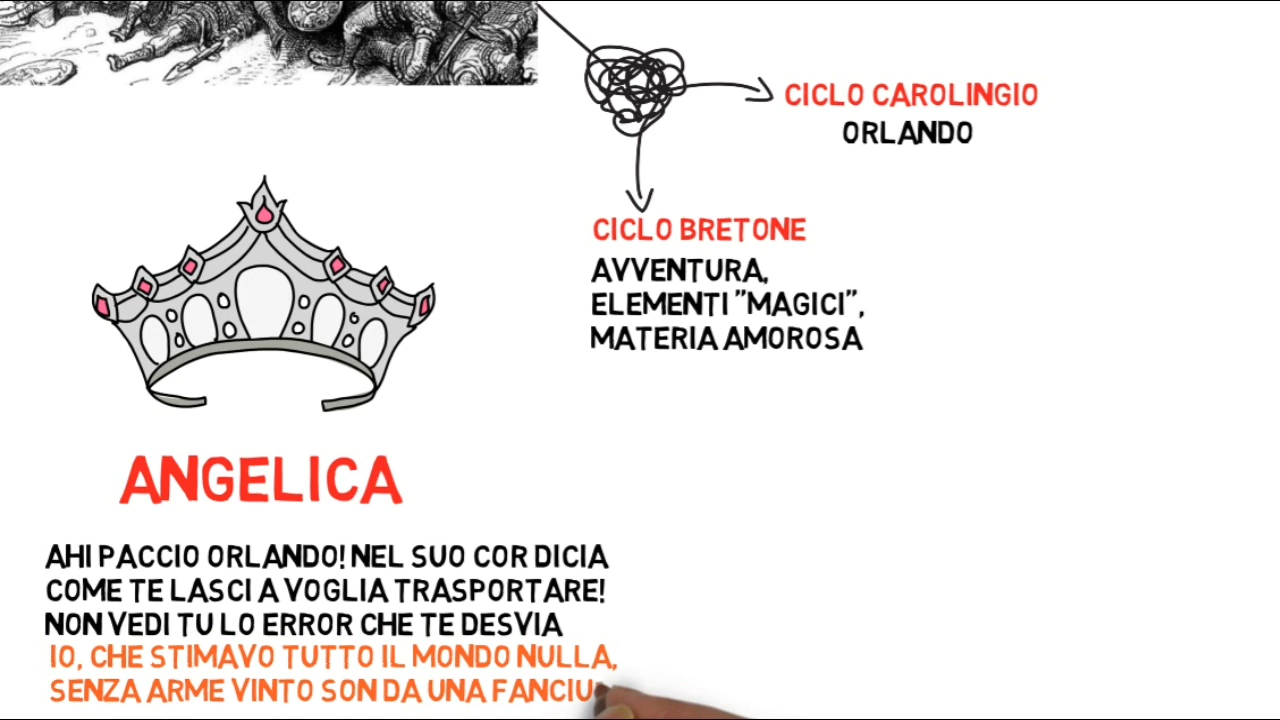 CICLO CAROLINGIO
ORLANDO
CICLO BRETONE
AVVENTURA,
ELEMENTI "MAGICI",
MATERIA AMOROSA
ANGELICA
AHI PACCIO ORLANDO! NEL SUO COR DICIA
COME TE LASCI A VOGLIA TRASPORTARE!
NON VEDI TU LO ERROR CHE TE DESVIA
IO, CHE STIMAVO TUTTO IL MONDO NULLA,
SENZA ARME VINTO SON DA UNA FANCIU